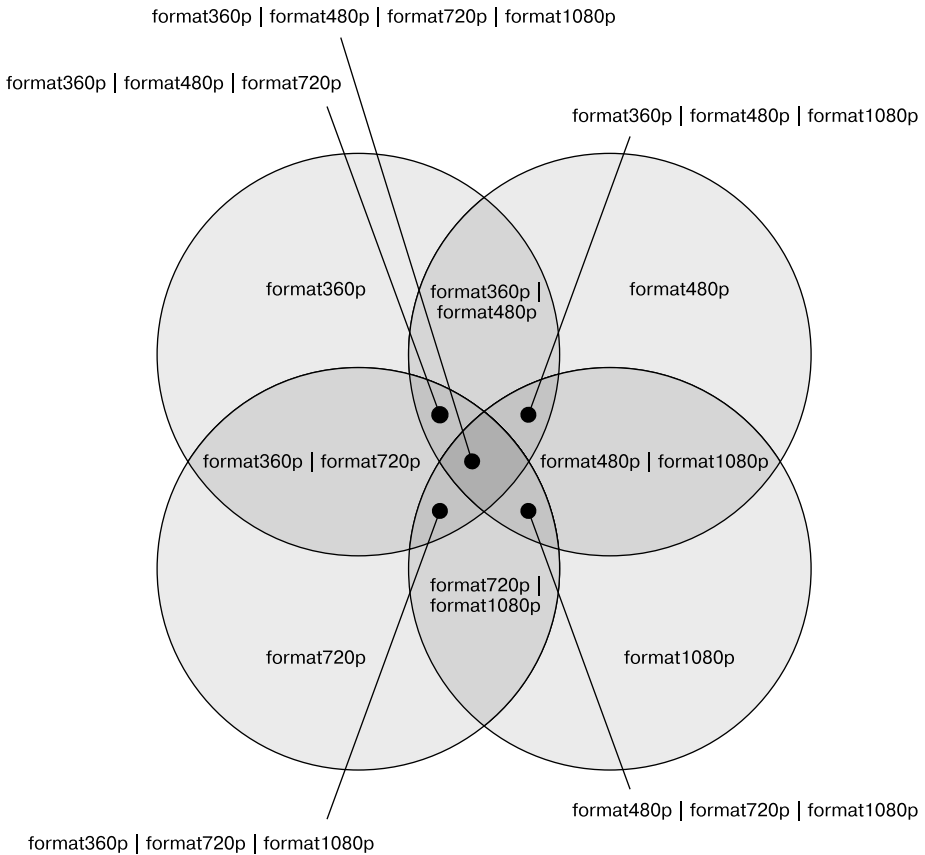 format360p | format480p | format720p | format1080p
format360p | format480p | format720p
format360p | format480p | format1080p
format360p
format360p |
format480p
format480p
format360p | format720p
format480p | format1080p
format720p |
format1080p
format720p
format1080p
format480p | format720p | format1080p
format360p | format720p | format1080p